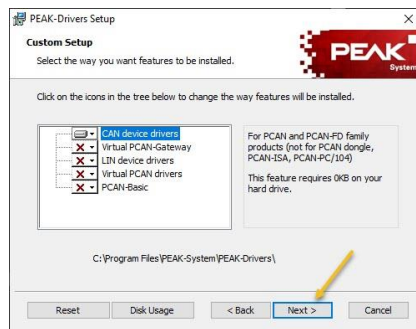 PEAK-Drivers Setup
Custom Setup
Select the way you want features to be installed.
PEAK
System
Click on the icons in the tree below to change the way features will be installed.
CAN device drivers
Virtual PCAN-Gateway
LIN device drivers
Virtual PCAN drivers
PCAN-Basic
For PCAN and PCAN-FD family
products (not for PCAN dongle,
PCAN-ISA, PCAN-PC/104)
This feature requires 0KB on your
hard drive.
C:\Program Files\PEAK-System\PEAK-Drivers\
Reset
Disk Usage
< Back
Next >
Cancel